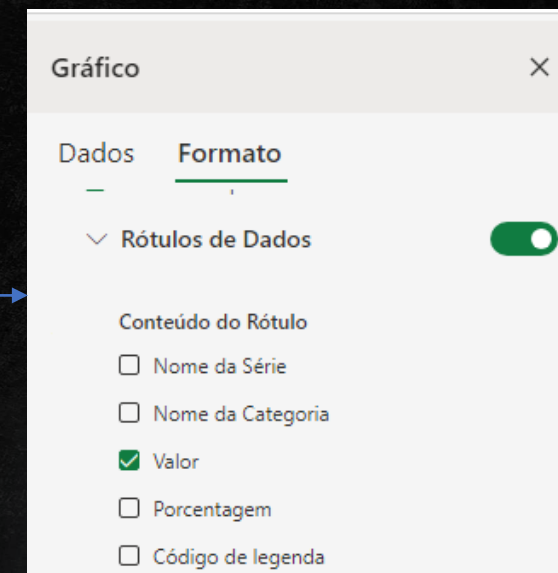 Gráfico
Dados Formato
Rótulos de Dados
Conteúdo do Rótulo
Nome da Série
Nome da Categoria
Valor
Porcentagem
Código de legenda